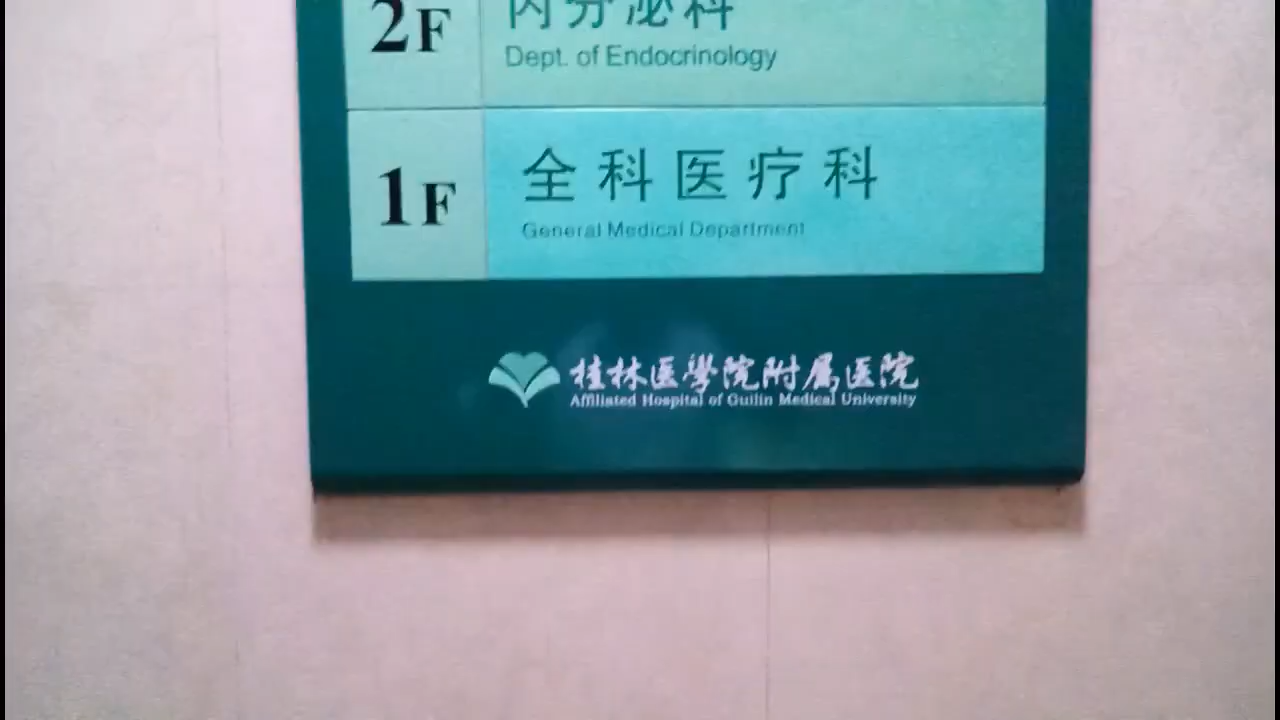 2F
内分泌科
Dept. of Endocrinology
1F
全科医疗科
General Medical Department
桂林医學院附属医院
Affiliated Hospital of Guilin Medical University